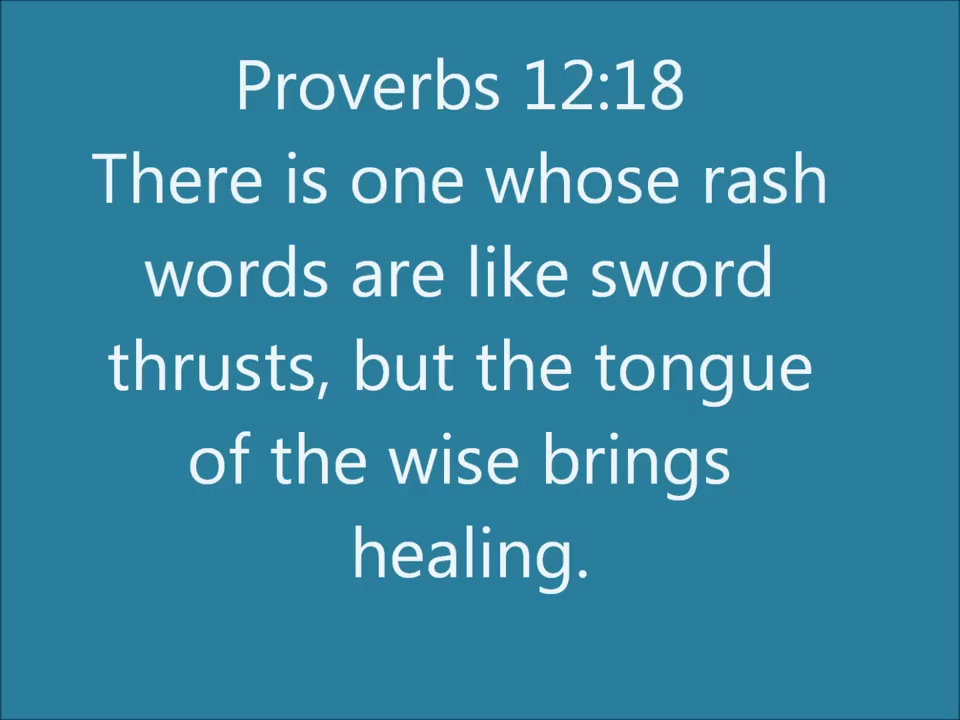 Proverbs 12:18
There is one whose rash
words are like sword
thrusts, but the tongue
of the wise brings
healing.